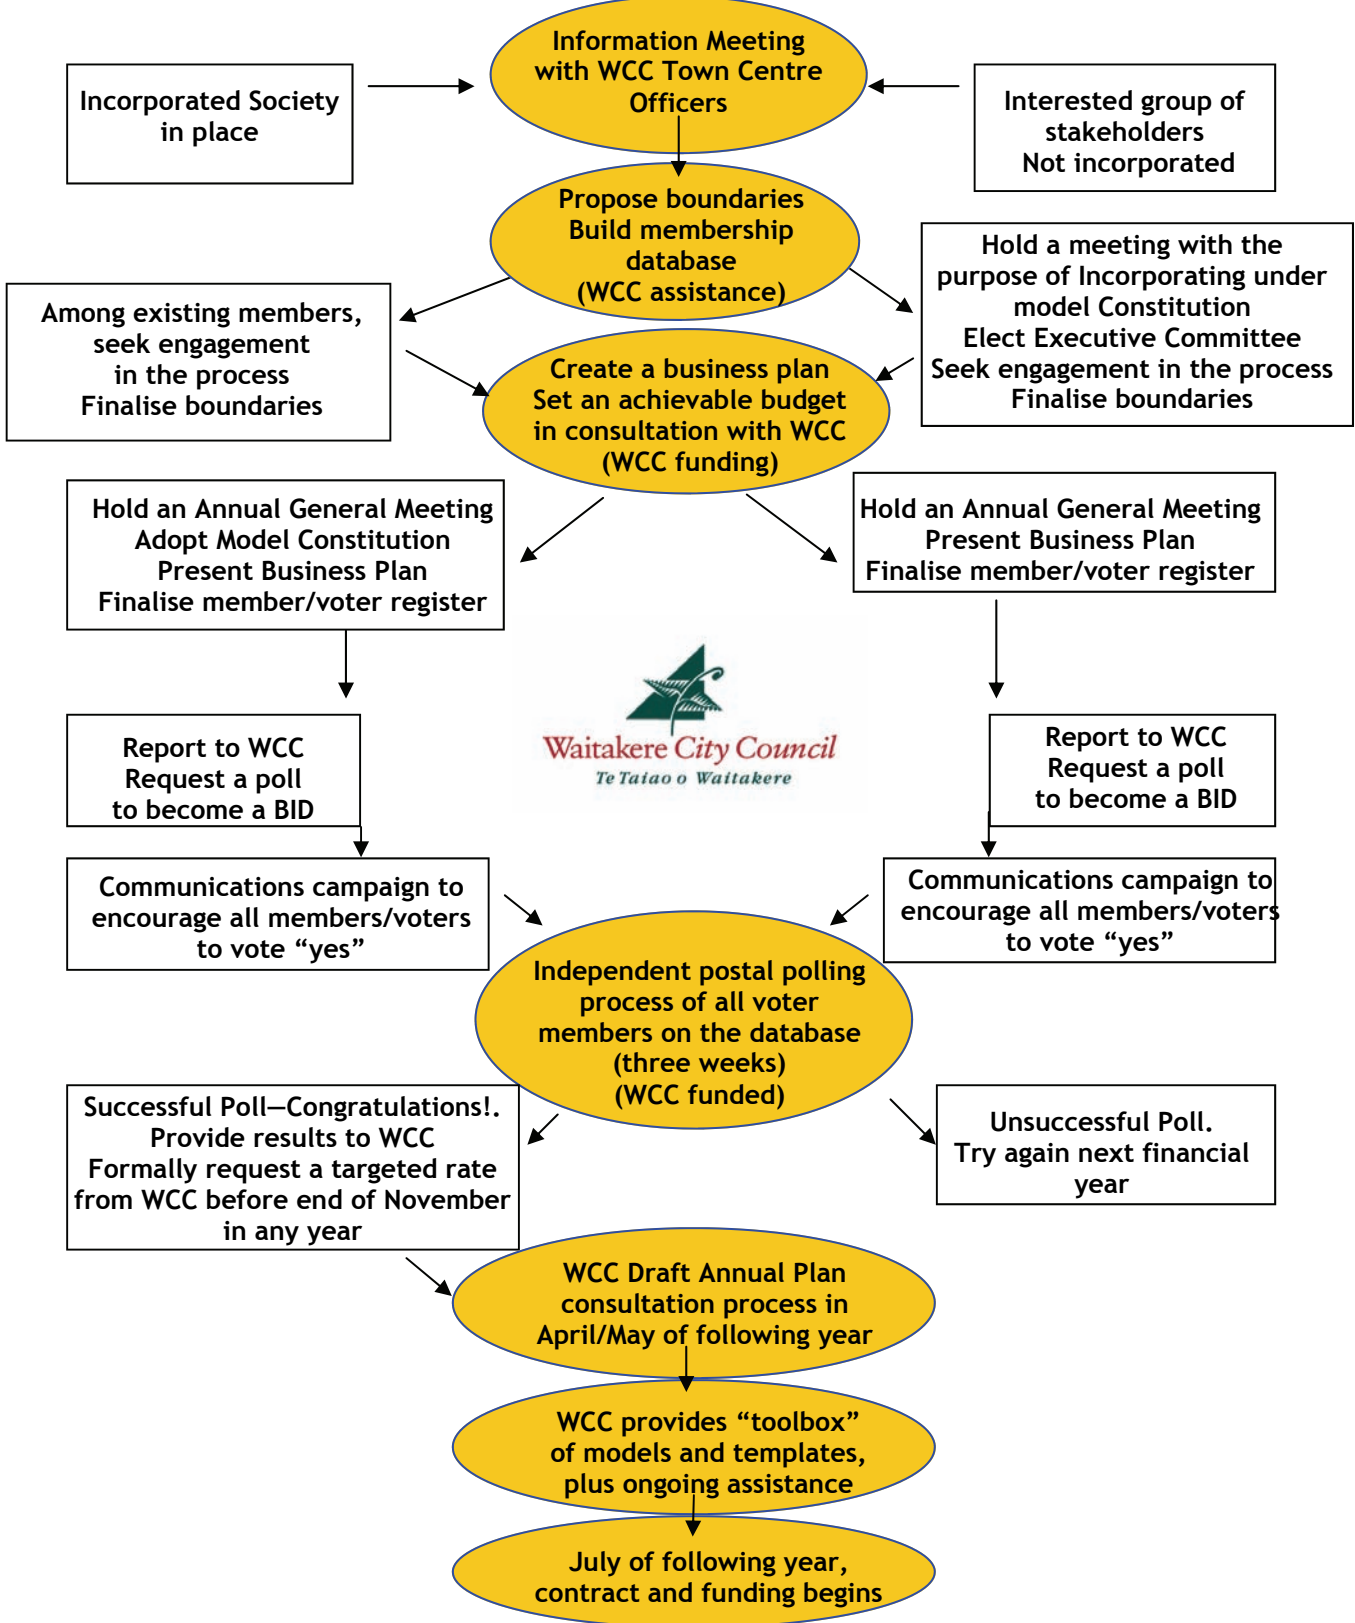 Information Meeting
with WCC Town Centre
Officers
Incorporated Society
in place
Interested group of
stakeholders
Not incorporated
Propose boundaries
Build membership
database
(WCC assistance)
Among existing members,
seek engagement
in the process
Finalise boundaries
Hold a meeting with the
purpose of Incorporating under
model Constitution
Elect Executive Committee
Seek engagement in the process
Finalise boundaries
Create a business plan
Set an achievable budget
in consultation with WCC
(WCC funding)
Hold an Annual General Meeting
Adopt Model Constitution
Present Business Plan
Finalise member/voter register
Hold an Annual General Meeting
Present Business Plan
Finalise member/voter register
Waitakere City Council
Te Taiao o Waitakere
Report to WCC
Request a poll
to become a BID
Report to WCC
Request a poll
to become a BID
Communications campaign to
encourage all members/voters
to vote “yes”
Communications campaign to
encourage all members/voters
to vote “yes”
Independent postal polling
process of all voter
members on the database
(three weeks)
(WCC funded)
Successful Poll—Congratulations!.
Provide results to WCC
Formally request a targeted rate
from WCC before end of November
in any year
Unsuccessful Poll.
Try again next financial
year
WCC Draft Annual Plan
consultation process in
April/May of following year
WCC provides “toolbox”
of models and templates,
plus ongoing assistance
July of following year,
contract and funding begins